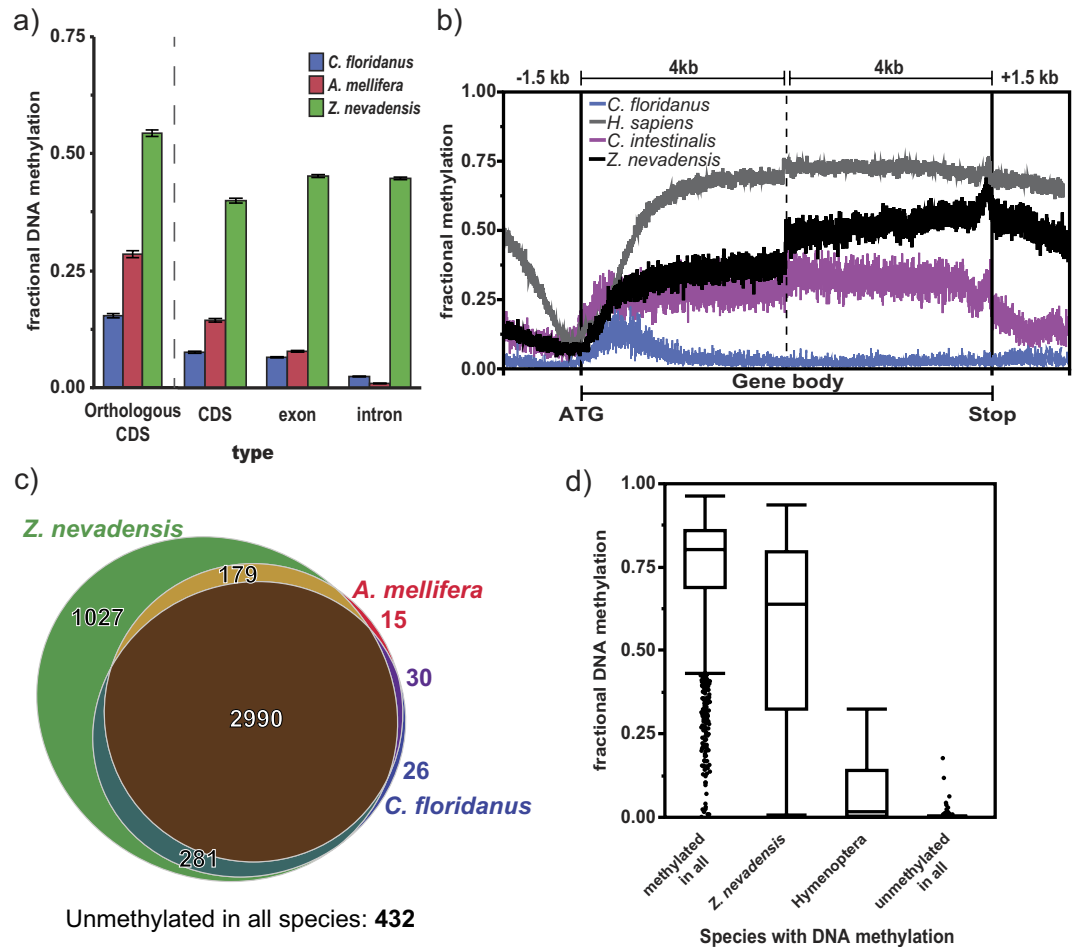 a)
0.75
0.50
0.25
0.00
fractional DNA methylation
C. floridanus
A. mellifera
Z. nevadensis
Orthologous
CDS
CDS
exon
intron
type
b)
-1.5 kb
4kb
4kb
+1.5 kb
1.00
0.75
0.50
0.25
0.00
fractional methylation
C. floridanus
H. sapiens
C. intestinalis
Z. nevadensis
Gene body
ATG
Stop
c)
Z. nevadensis
179
1027
A. mellifera
15
30
2990
26
C. floridanus
281
Unmethylated in all species: 432
d)
1.00
0.75
0.50
0.25
0.00
fractional DNA methylation
methylated
in all
Z. nevadensis
Hymenoptera
unmethylated
in all
Species with DNA methylation